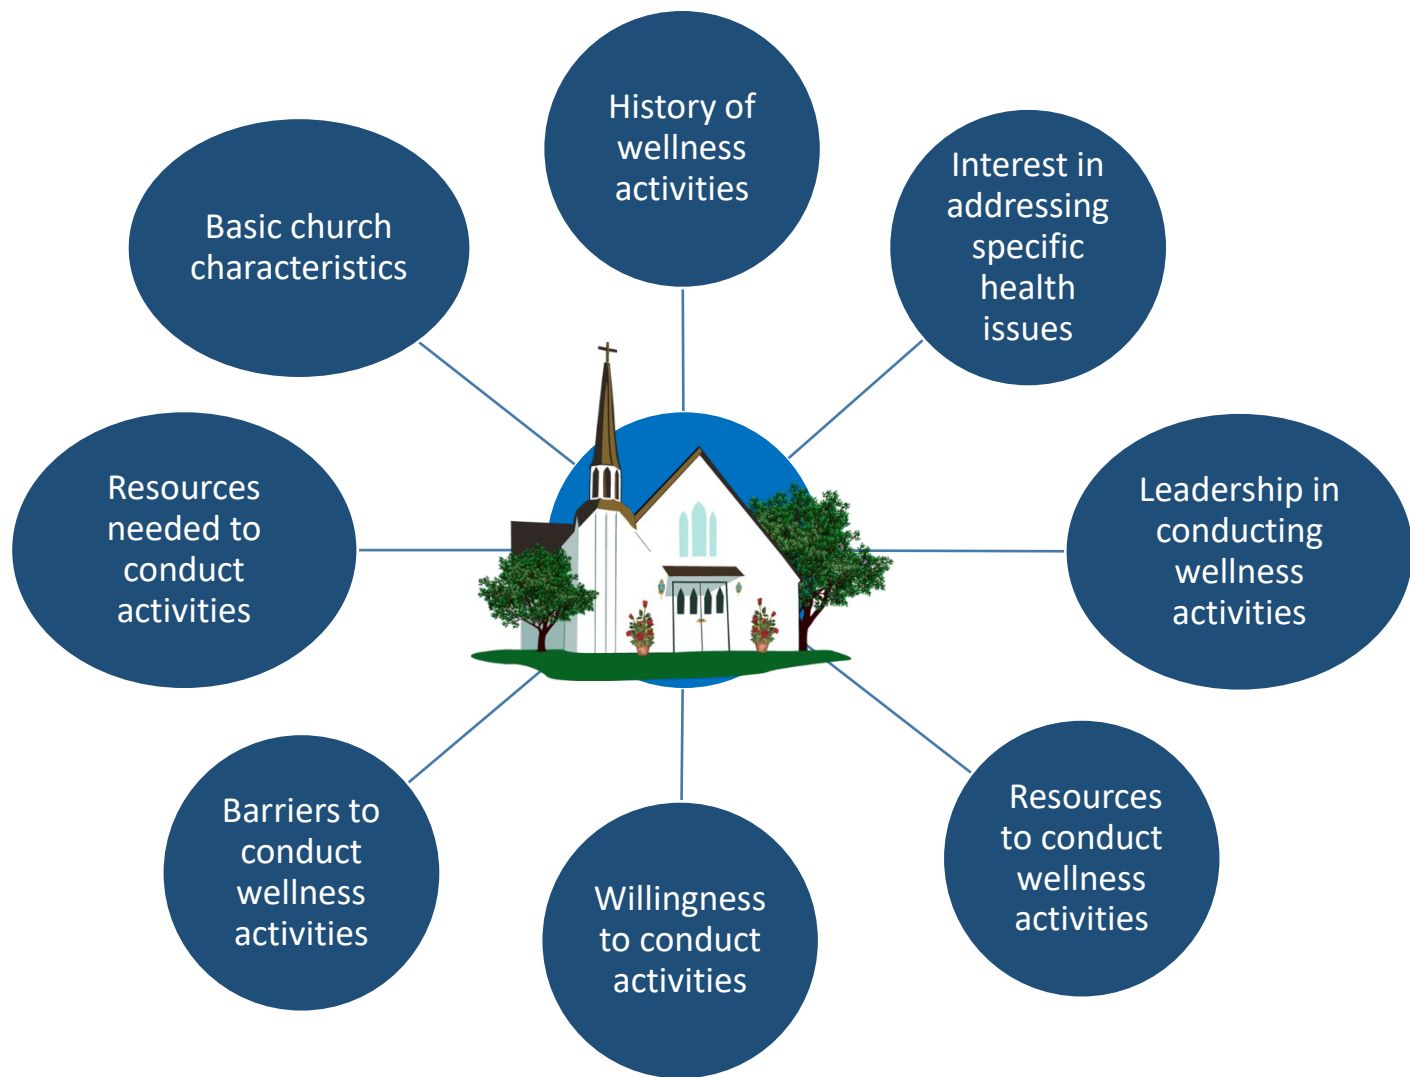 History of
wellness
activities
Interest in
addressing
specific
health
issues
Leadership in
conducting
wellness
activities
Resources
to conduct
wellness
activities
Willingness
to conduct
activities
Barriers to
conduct
wellness
activities
Resources
needed to
conduct
activities
Basic church
characteristics